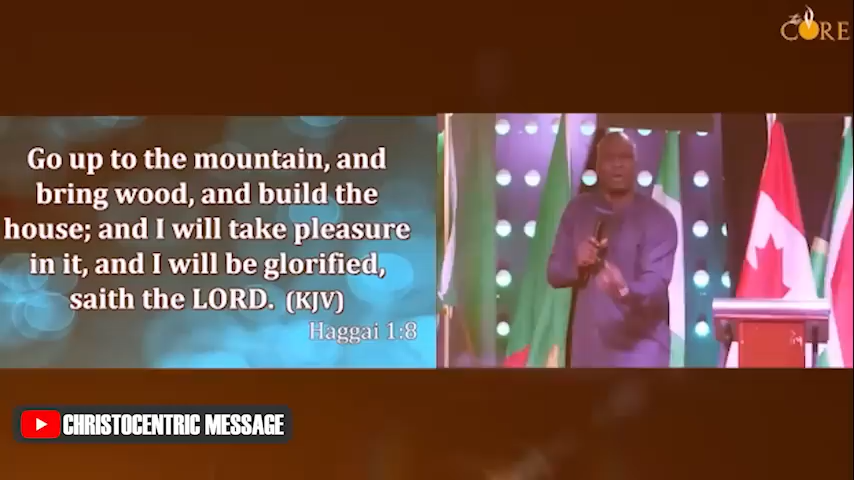 THE CORE
Go up to the mountain, and
bring wood, and build the
house; and I will take pleasure
in it, and I will be glorified,
saith the LORD. (KJV)
Haggai 1:8
CHRISTOCENTRIC MESSAGE